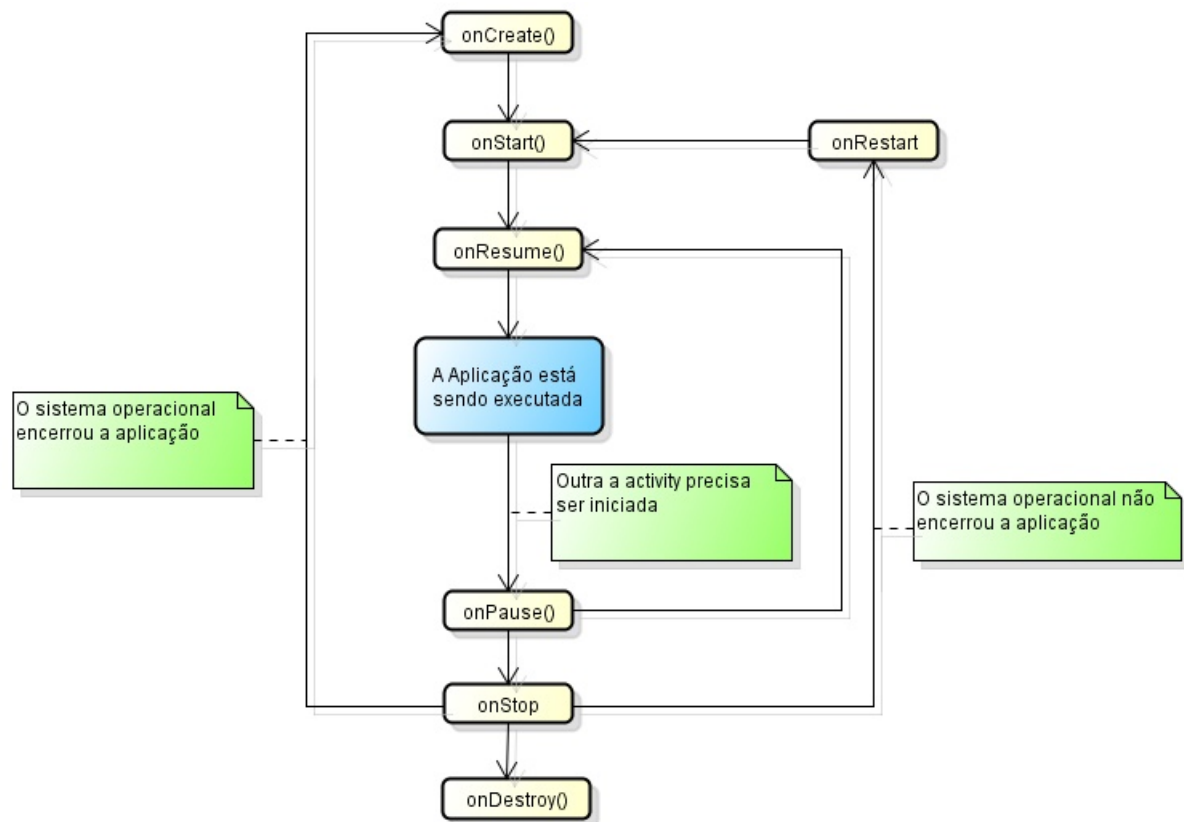 onCreate()
onStart()
onRestart
onResume()
A Aplicação está
sendo executada
O sistema operacional
encerrou a aplicação
Outra a activity precisa
ser iniciada
O sistema operacional não
encerrou a aplicação
onPause()
onStop
onDestroy()